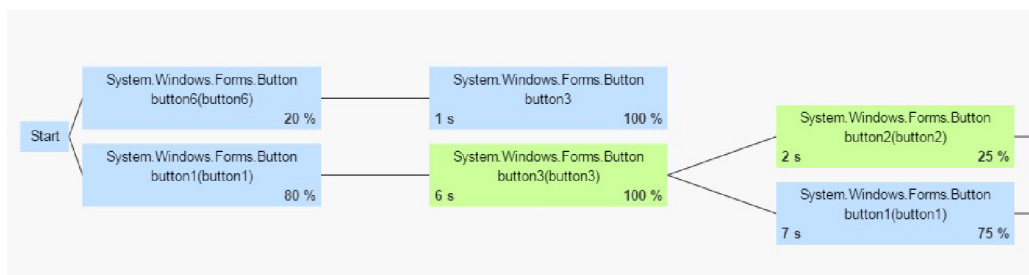 Start
System.Windows.Forms.Button
button6(button6)
20 %
System.Windows.Forms.Button
button1(button1)
80 %
System.Windows.Forms.Button
button3
1 s 100 %
System.Windows.Forms.Button
button3(button3)
6 s 100 %
System.Windows.Forms.Button
button2(button2)
2 s 25 %
System.Windows.Forms.Button
button1(button1)
7 s 75 %